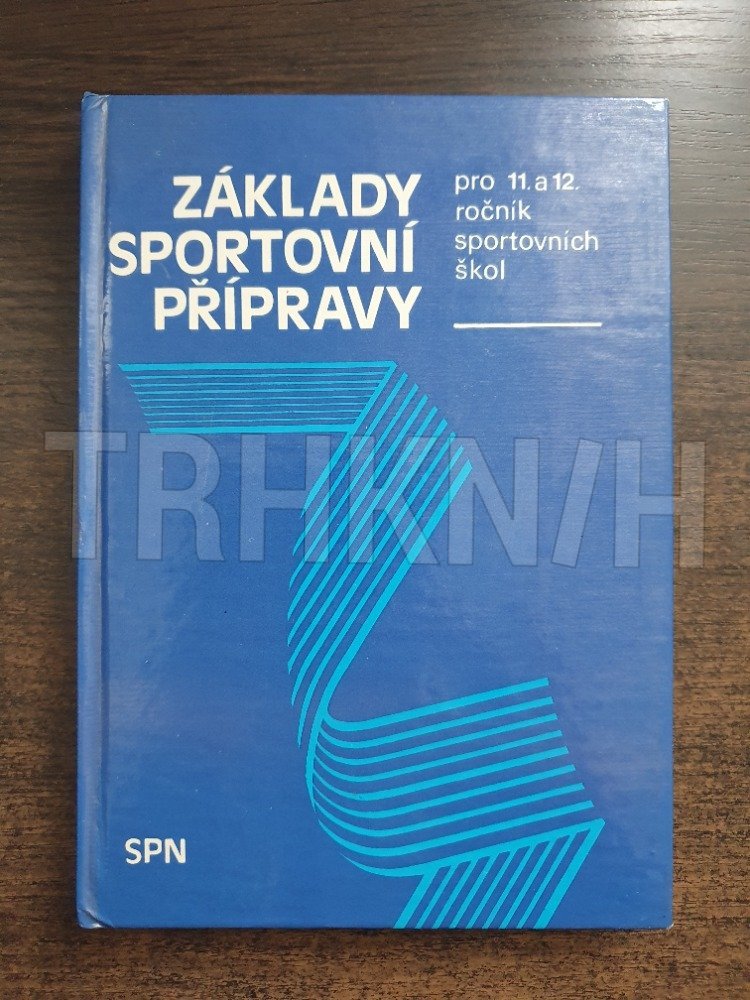 ZÁKLADY
SPORTOVNÍ
PŘÍPRAVY
pro 11. a 12.
ročník
sportovních
škol
TRHKNIH
SPN